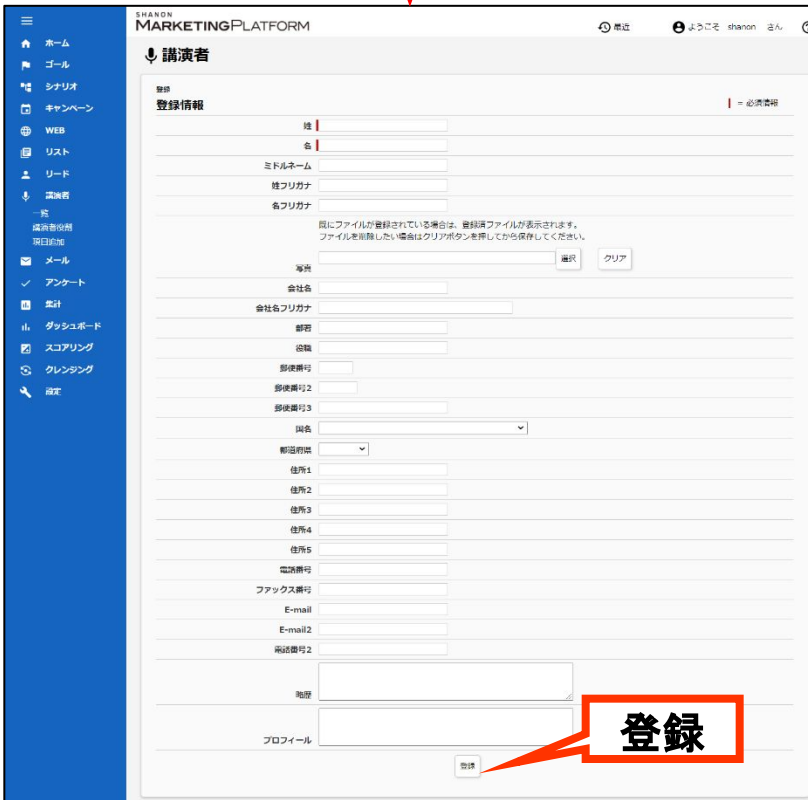 SHANON
MARKETINGPLATFORM
最近
ようこそ shanon さん
ホーム
ゴール
シナリオ
キャンペーン
WEB
リスト
リード
講演者
一覧
講演者役割
項目追加
メール
アンケート
集計
ダッシュボード
スコアリング
クレンジング
設定
講演者
登録
登録情報
= 必須情報
姓
名
ミドルネーム
姓フリガナ
名フリガナ
既にファイルが登録されている場合は、登録済ファイルが表示されます。
ファイルを削除したい場合はクリアボタンを押してから保存してください。
写真
選択
クリア
会社名
会社名フリガナ
部署
役職
郵便番号
郵便番号2
郵便番号3
国名
都道府県
住所1
住所2
住所3
住所4
住所5
電話番号
ファックス番号
E-mail
E-mail2
電話番号2
略歴
プロフィール
登録
登録